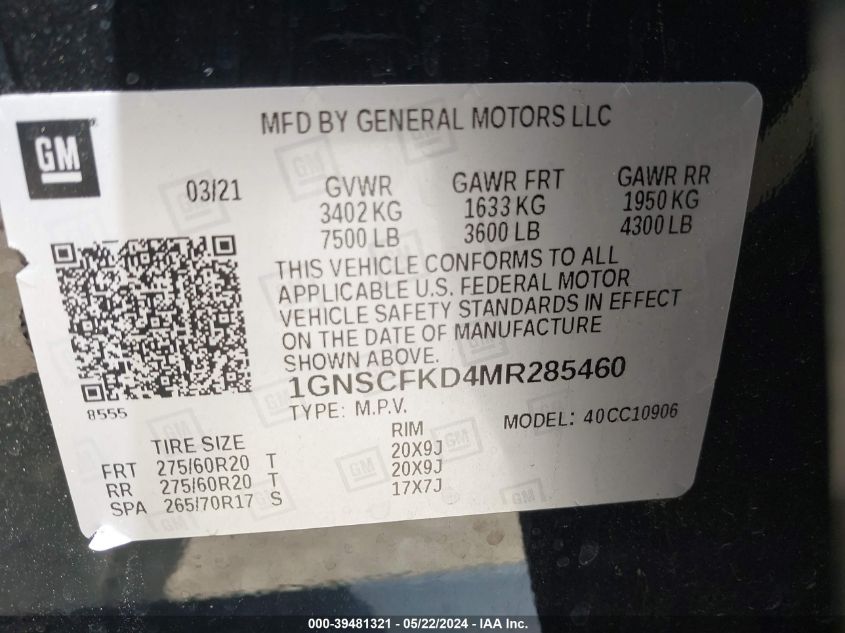 MFD BY GENERAL MOTORS LLC
GM
03/21 GVWR GAWR FRT GAWR RR
3402 KG 1633 KG 1950 KG
7500 LB 3600 LB 4300 LB
THIS VEHICLE CONFORMS TO ALL
APPLICABLE U.S. FEDERAL MOTOR
VEHICLE SAFETY STANDARDS IN EFFECT
ON THE DATE OF MANUFACTURE
SHOWN ABOVE.
1GNSCFKD4MR285460
8555
TYPE: M.P.V. MODEL: 40CC10906
TIRE SIZE RIM
FRT 275/60R20 T 20X9J
RR 275/60R20 T 20X9J
SPA 265/70R17 S 17X7J
000-39481321 - 05/22/2024 - IAA Inc.